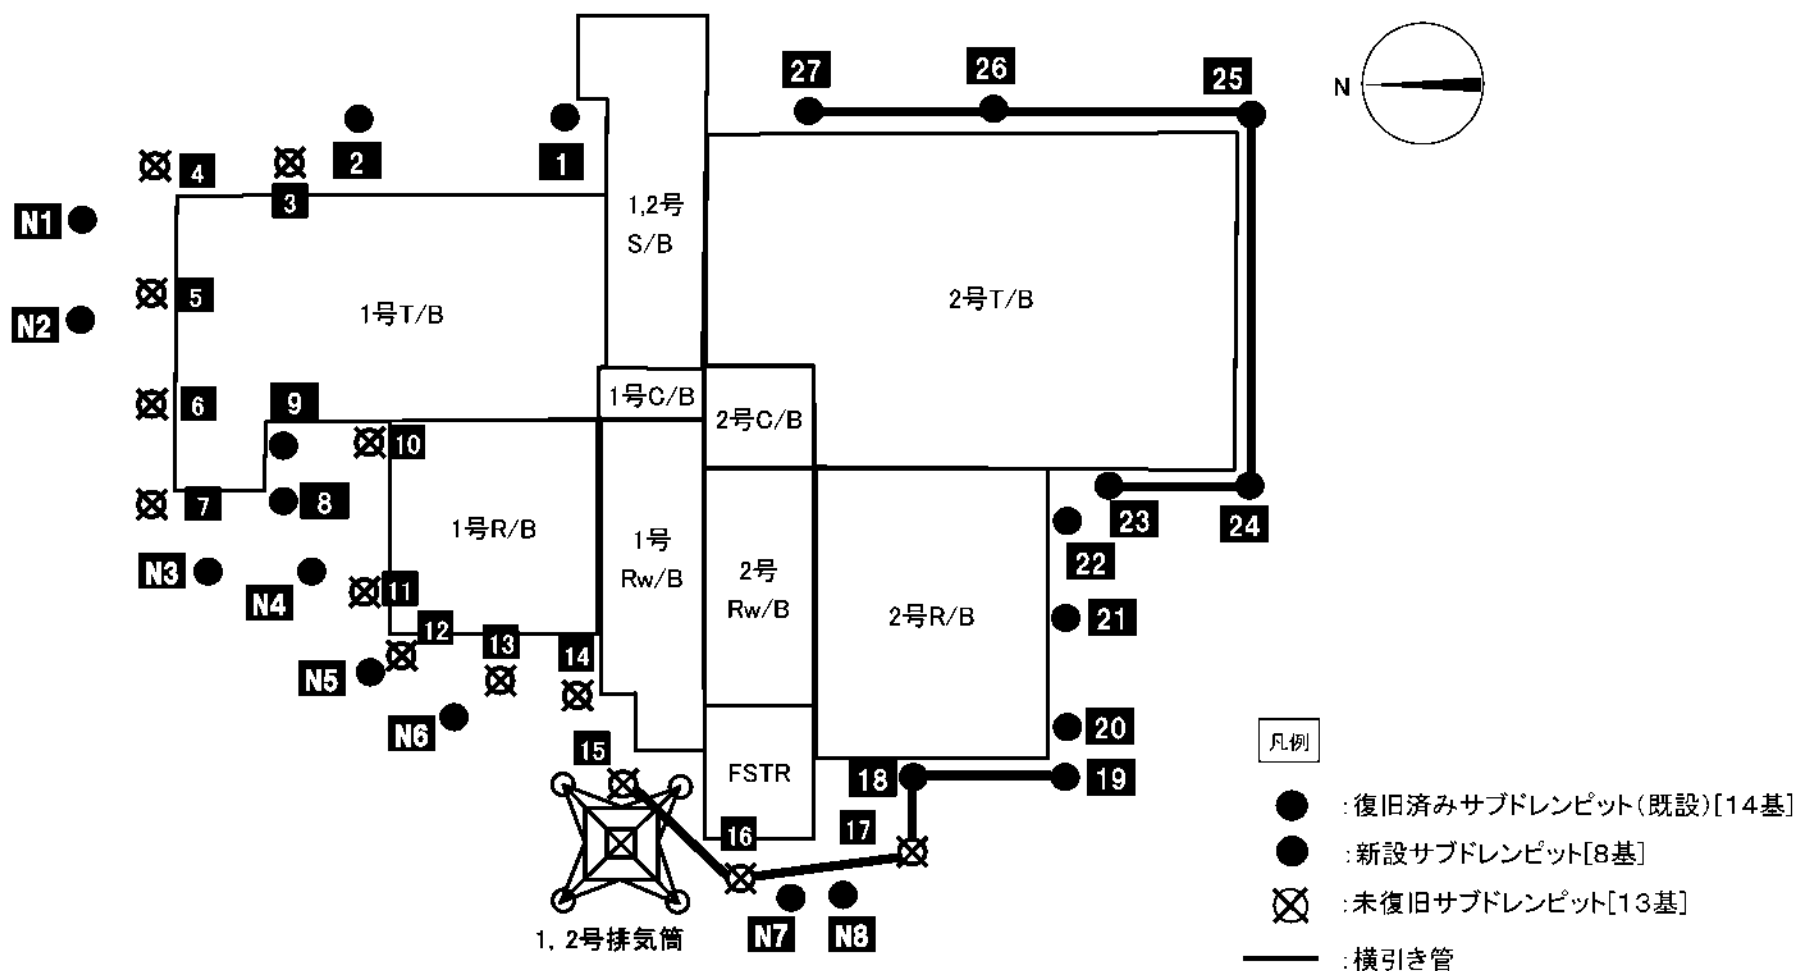 27
26
25
N
2
1
4
3
N1
1,2号
S/B
5
N2
1号T/B
2号T/B
6
9
1号C/B
2号C/B
10
7
8
1号R/B
23
24
22
N3
N4
11
1号
Rw/B
2号
Rw/B
2号R/B
21
12
13
14
N5
N6
20
15
FSTR
18
19
16
17
N7
N8
1, 2号排気筒
凡例
:復旧済みサブドレンピット(既設)[14基]
:新設サブドレンピット[8基]
:未復旧サブドレンピット[13基]
:横引き管